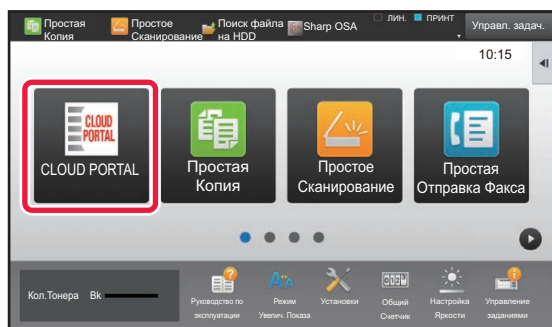 Простая
Копия
Простое
Сканирование
Поиск файла
на HDD
Sharp OSA
ЛИН.
ПРИНТ
Управл. задач.
10:15
CLOUD
PORTAL
CLOUD PORTAL
Простая
Копия
Простое
Сканирование
Простая
Отправка Факса
Кол.Тонера Bk
Руководство по
эксплуатации
Режим
Увелич. Показа
Установки
Общий
Счетчик
Настройка
Яркости
Управление
заданиями